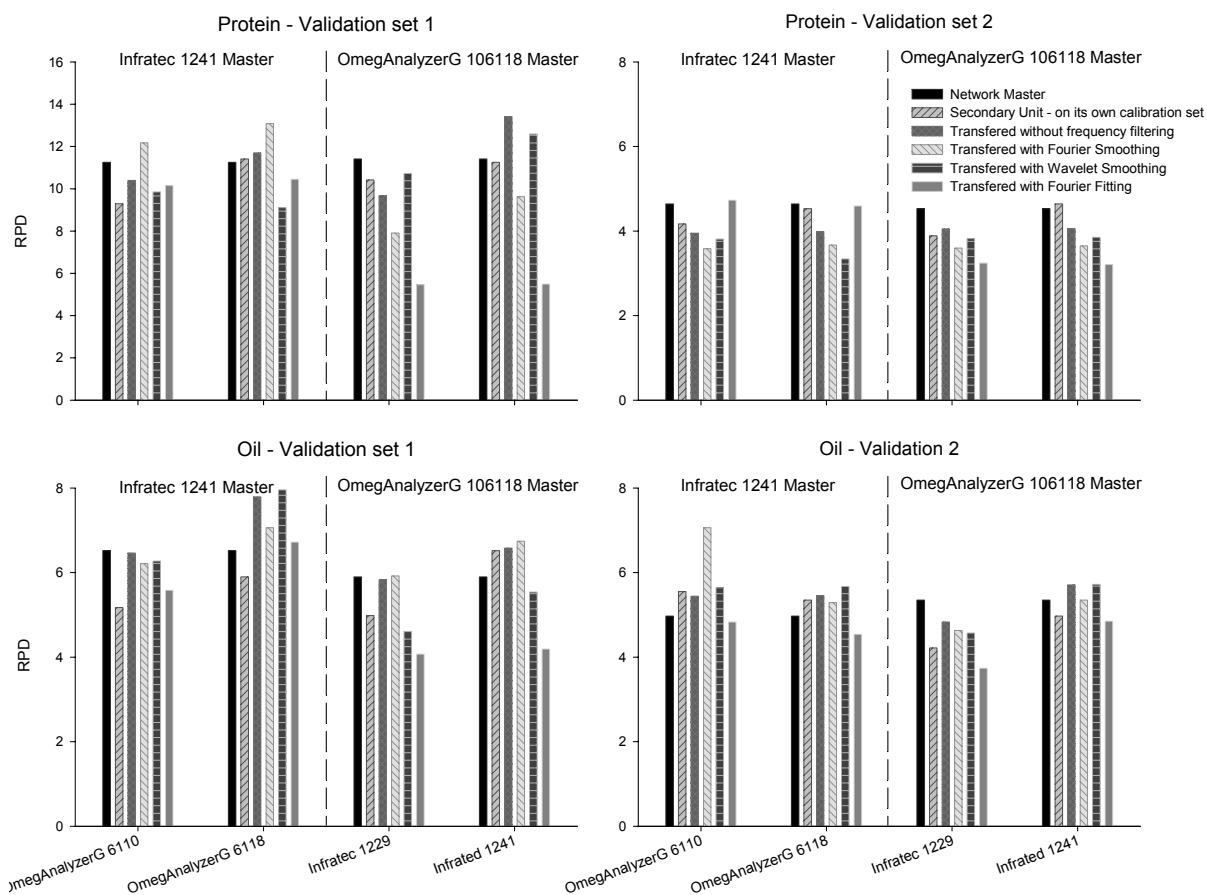 Protein - Validation set 1
Infratec 1241 Master
OmegAnalyzerG 106118 Master
RPD
16
14
12
10
8
6
4
2
0
Protein - Validation set 2
Infratec 1241 Master
OmegAnalyzerG 106118 Master
Network Master
Secondary Unit - on its own calibration set
Transfered without frequency filtering
Transfered with Fourier Smoothing
Transfered with Wavelet Smoothing
Transfered with Fourier Fitting
8
6
4
2
0
Oil - Validation set 1
Infratec 1241 Master
OmegAnalyzerG 106118 Master
RPD
8
6
4
2
0
OmegAnalyzerG 6110
OmegAnalyzerG 6118
Infratec 1229
Infrated 1241
Oil - Validation 2
Infratec 1241 Master
OmegAnalyzerG 106118 Master
8
6
4
2
0
OmegAnalyzerG 6110
OmegAnalyzerG 6118
Infratec 1229
Infrated 1241